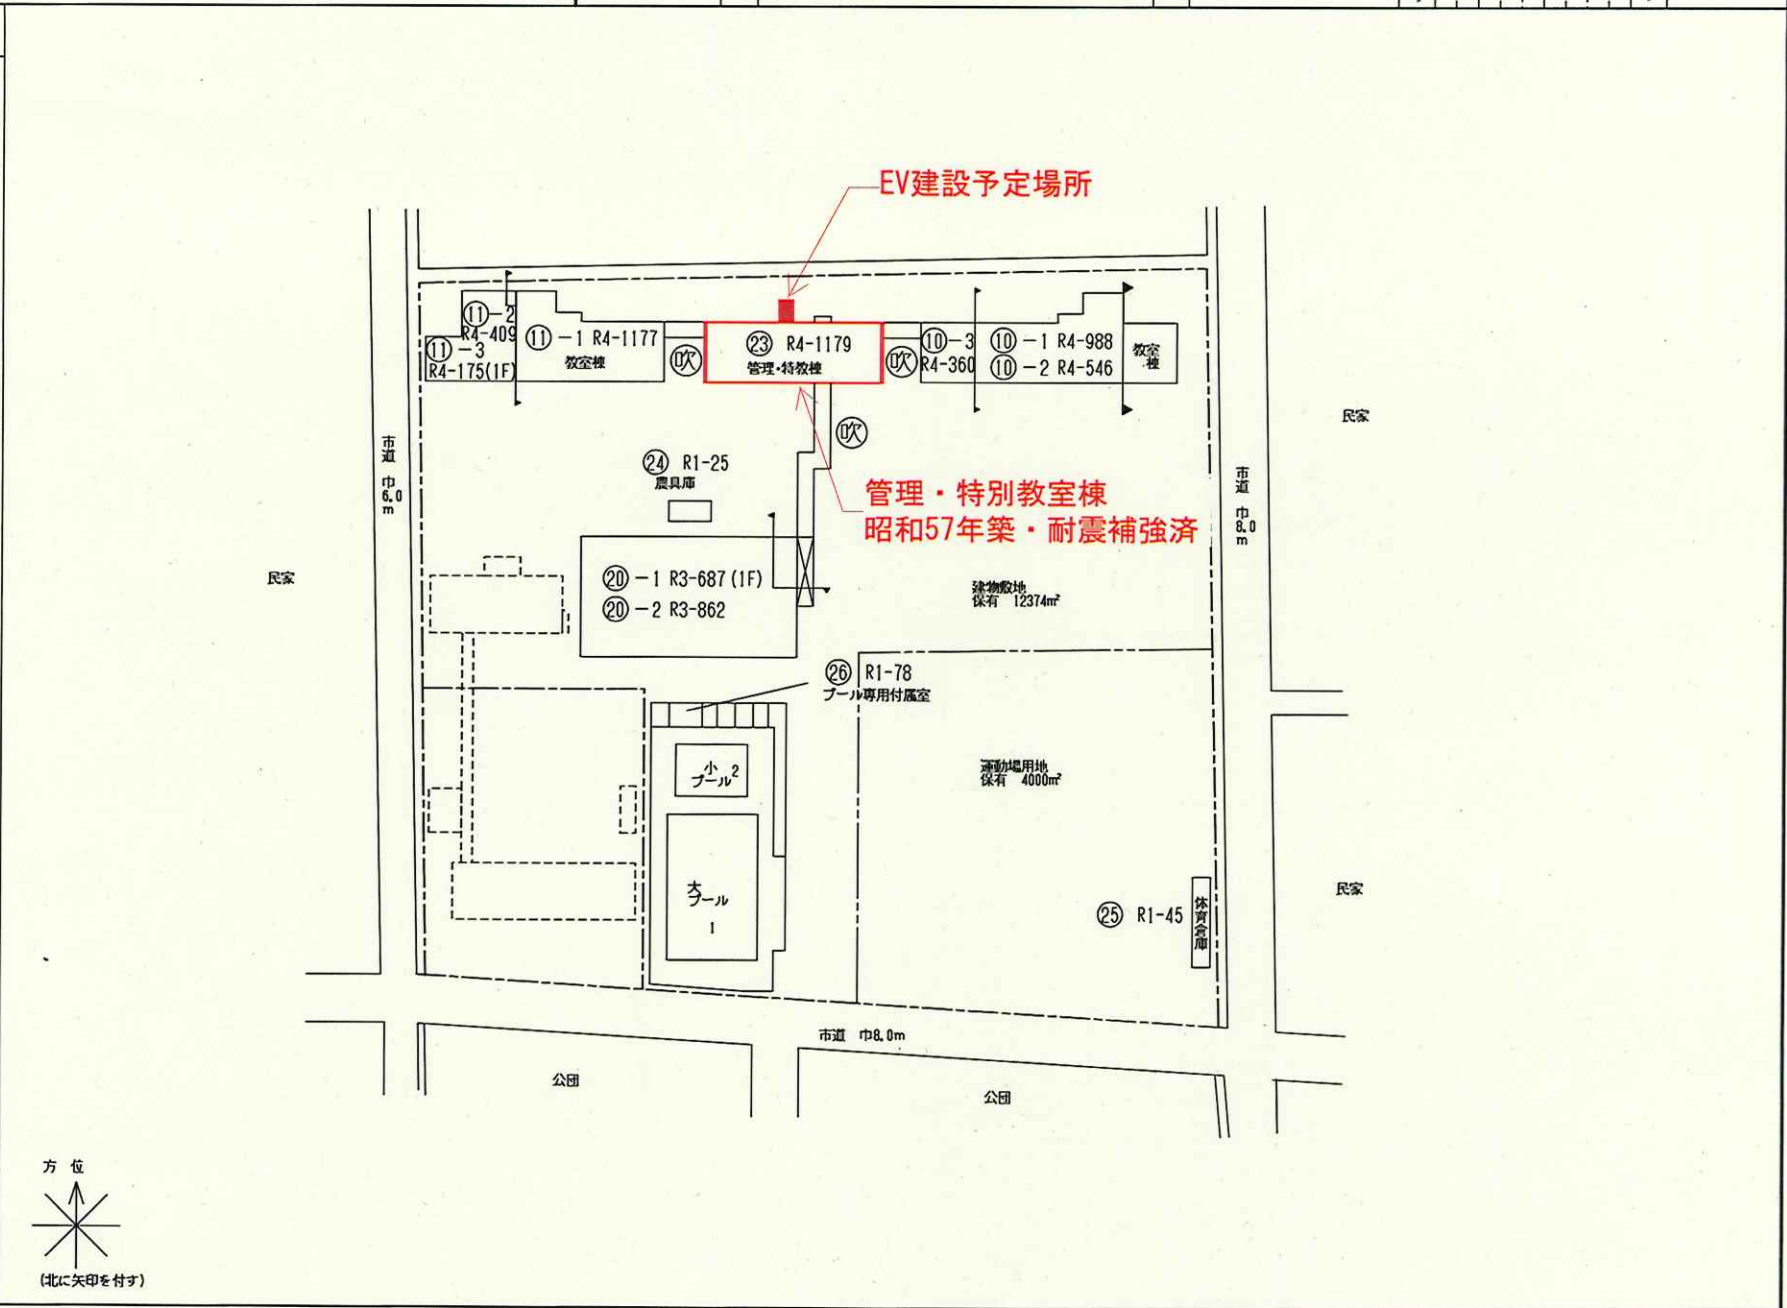 EV建設予定場所
⑪-2
R4-409
⑪-3
R4-175(1F)
⑪-1 R4-1177
教室棟
吹
㉓ R4-1179
管理・特教棟
吹
⑩-3
R4-360
⑩-1 R4-988
⑩-2 R4-546
教室棟
吹
民家
市道 巾6.0m
㉔ R1-25
農具庫
管理・特別教室棟
昭和57年築・耐震補強済
市道 巾8.0m
民家
⑳-1 R3-687(1F)
⑳-2 R3-862
建物敷地
保有 12374㎡
㉖ R1-78
プール専用付属室
小プール 2
運動場用地
保有 4000㎡
大プール
1
㉕ R1-45
体育倉庫
民家
市道 巾8.0m
公団
公団
方位
(北に矢印を付す)